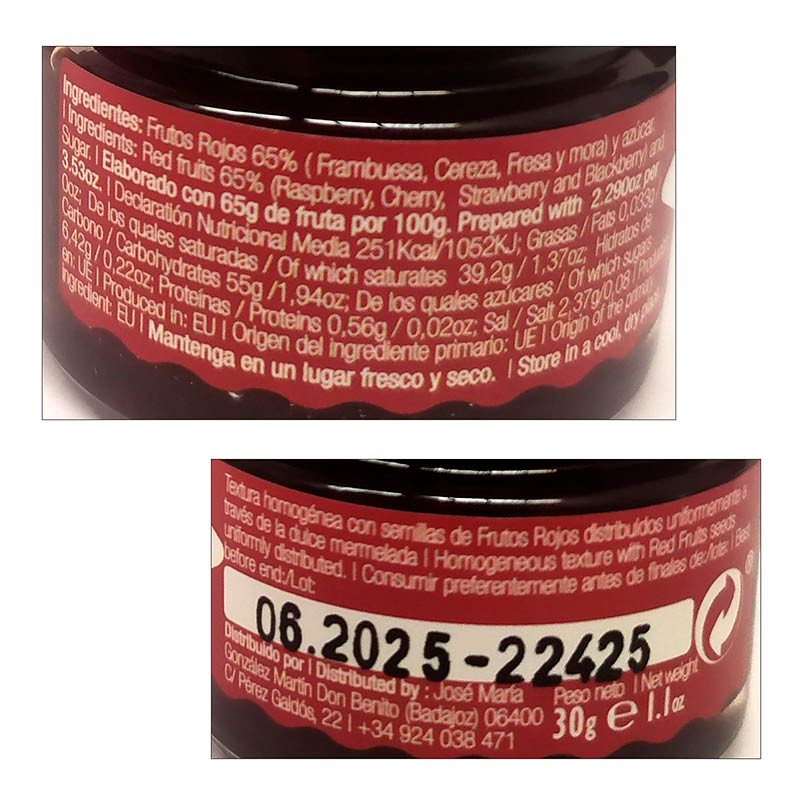 Ingredientes: Frutos Rojos 65% ( Frambuesa, Cereza, Fresa y mora) y azúcar.
| Ingredients: Red fruits 65% (Raspberry, Cherry, Strawberry and Blackberry) and
Sugar. | Elaborado con 65g de fruta por 100g. Prepared with 2.290oz per
3.53oz. | Declaratión Nutricional Media 251Kcal/1052KJ; Grasas / Fats 0,033g /
0oz; De los quales saturadas / Of which saturates 39,2g / 1,37oz; Hidratos de
Carbono / Carbohydrates 55g /1,94oz; De los quales azúcares / Of which sugars
6,42g / 0,22oz; Proteínas / Proteins 0,56g / 0,02oz; Sal / Salt 2,37g/0,08 | Producido
en: UE | Produced in: EU | Origen del ingrediente primario: UE | Origin of the primary
ingredient: EU | Mantenga en un lugar fresco y seco. | Store in a cool, dry place
Textura homogénea con semillas de Frutos Rojos distribuídos uniformemente a
través de la dulce mermelada | Homogeneous texture with Red Fruits seeds
uniformly distributed. | Consumir preferentemente antes de finales de:/lote: | Best
before end:/Lot:
06.2025-22425
Distribuido por | Distributed by : José María
González Martín Don Benito (Badajoz) 06400
C/ Pérez Galdós, 22 | +34 924 038 471
Peso neto | Net weight
30g e 1.1oz
®